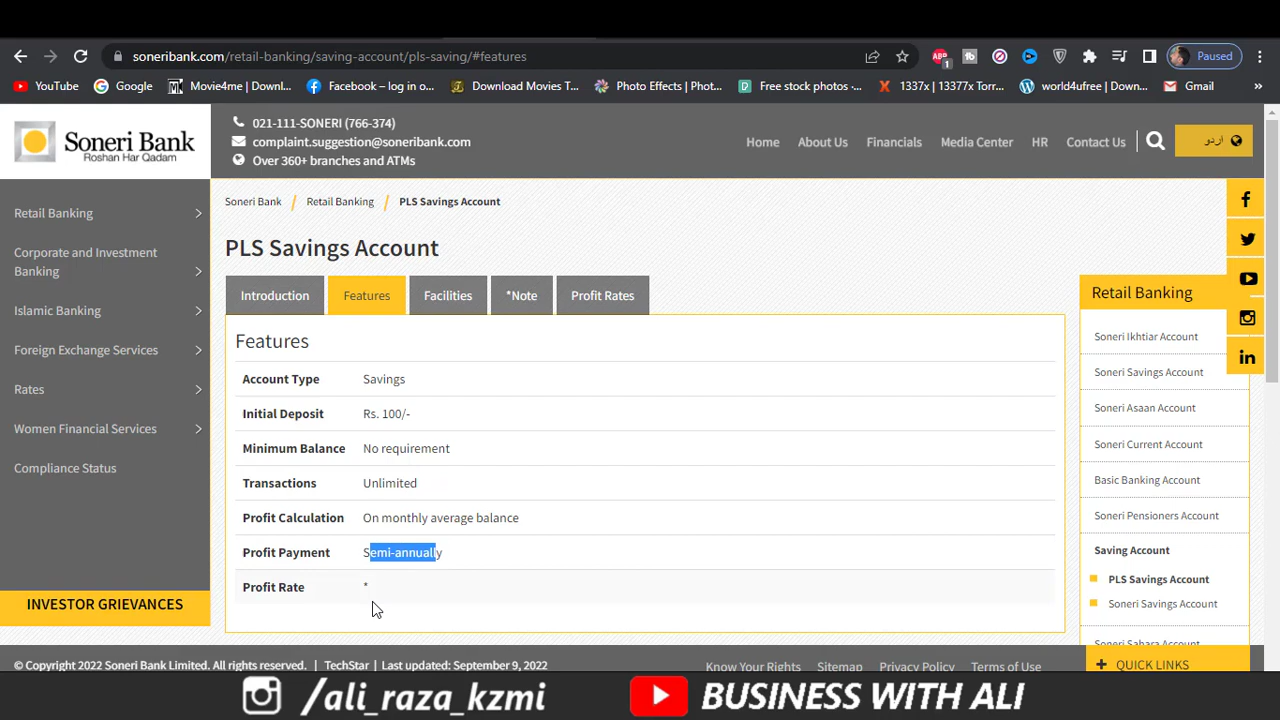 soneribank.com/retail-banking/saving-account/pls-saving/#features
Paused
YouTube
Google
Movie4me | Downl...
Facebook – log in o...
Download Movies T...
Photo Effects | Phot...
Free stock photos -...
1337x | 13377x Torr...
world4ufree | Downl...
Gmail
»
Soneri Bank
Roshan Har Qadam
021-111-SONERI (766-374)
complaint.suggestion@soneribank.com
Over 360+ branches and ATMs
Home
About Us
Financials
Media Center
HR
Contact Us
اردو
Retail Banking
Corporate and Investment
Banking
Islamic Banking
Foreign Exchange Services
Rates
Women Financial Services
Compliance Status
INVESTOR GRIEVANCES
Soneri Bank / Retail Banking / PLS Savings Account
PLS Savings Account
Introduction
Features
Facilities
*Note
Profit Rates
Features
Account Type Savings
Initial Deposit Rs. 100/-
Minimum Balance No requirement
Transactions Unlimited
Profit Calculation On monthly average balance
Profit Payment Semi-annually
Profit Rate *
Retail Banking
Soneri Ikhtiar Account
Soneri Savings Account
Soneri Asaan Account
Soneri Current Account
Basic Banking Account
Soneri Pensioners Account
Saving Account
PLS Savings Account
Soneri Savings Account
Soneri Sahara Account
+ QUICK LINKS
© Copyright 2022 Soneri Bank Limited. All rights reserved. | TechStar | Last updated: September 9, 2022
Know Your Rights
Sitemap
Privacy Policy
Terms of Use
/ali_raza_kzmi
BUSINESS WITH ALI